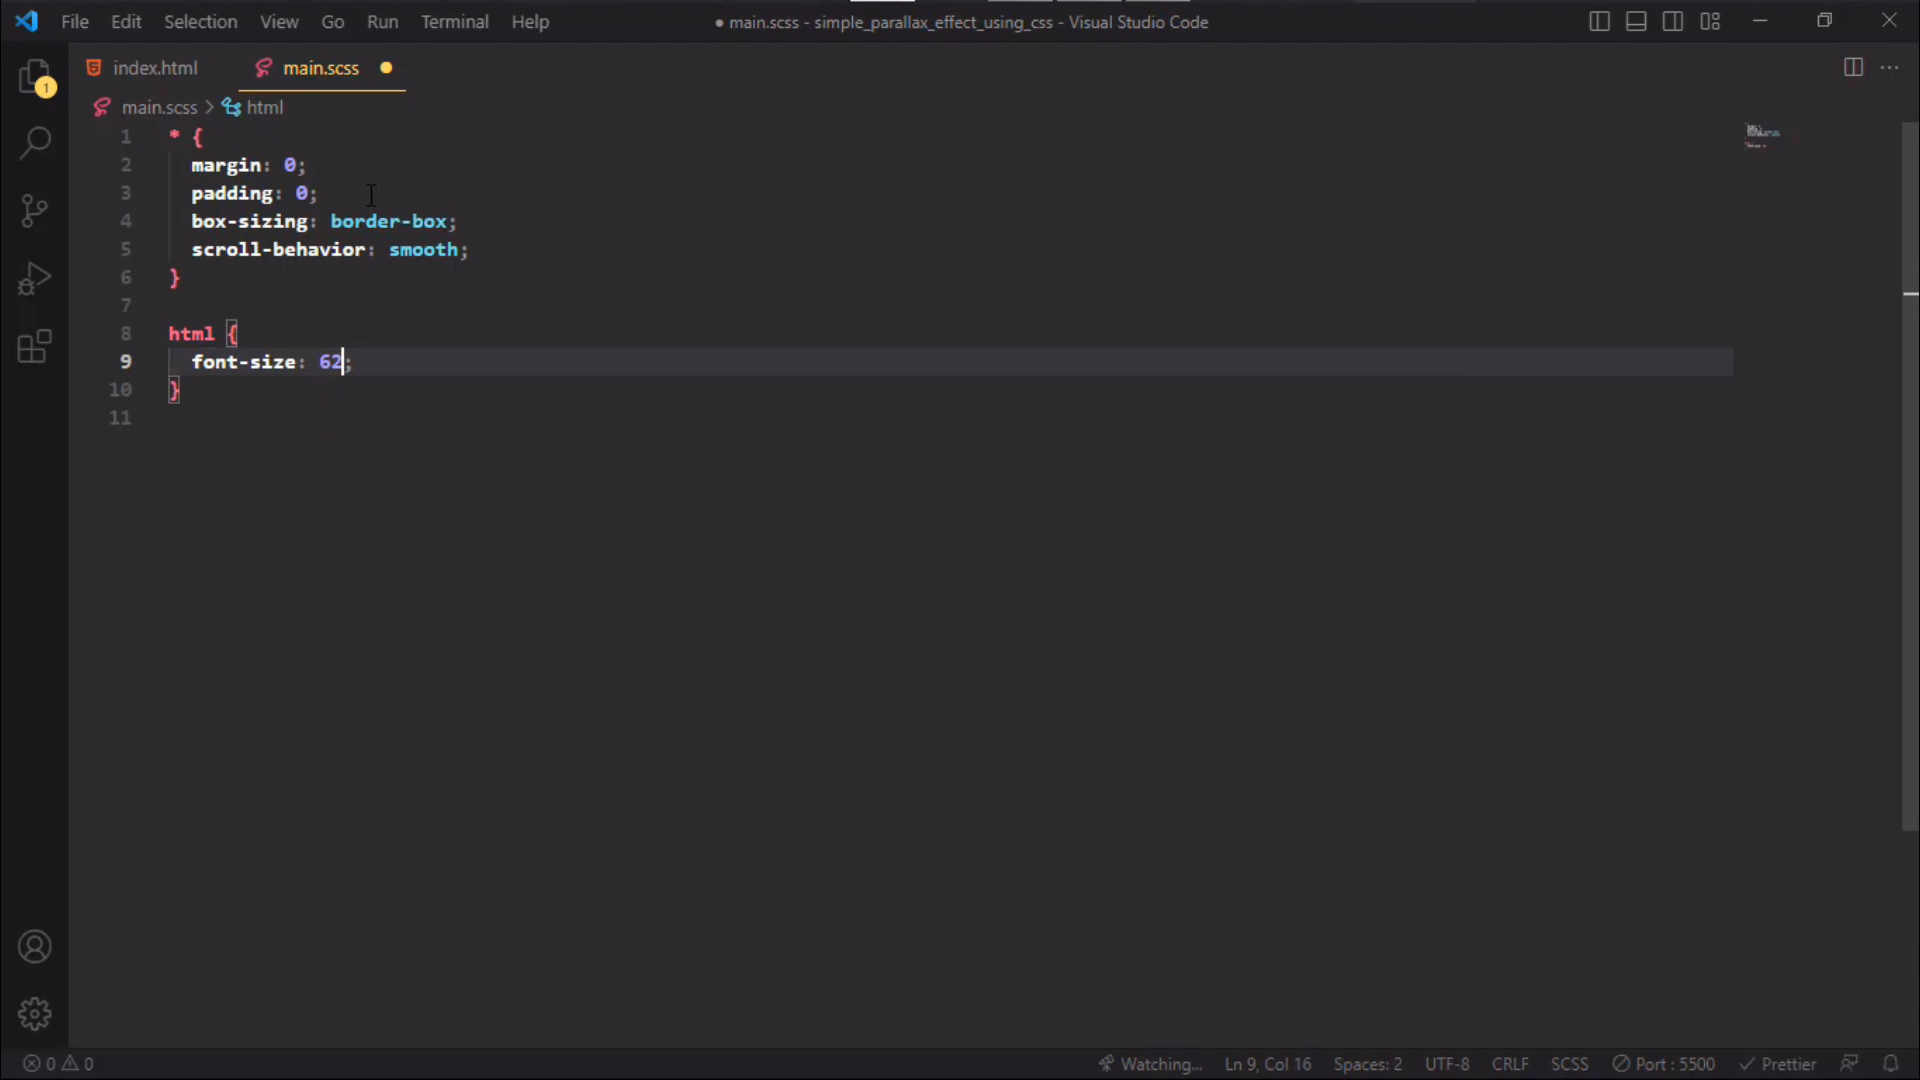 File Edit Selection View Go Run Terminal Help ● main.scss - simple_parallax_effect_using_css - Visual Studio Code
index.html main.scss ●
1
main.scss > html
1 * {
2 margin: 0;
3 padding: 0;
4 box-sizing: border-box;
5 scroll-behavior: smooth;
6 }
7
8 html {
9 font-size: 62;
10 }
11
0 0 Watching... Ln 9, Col 16 Spaces: 2 UTF-8 CRLF SCSS Port : 5500 Prettier